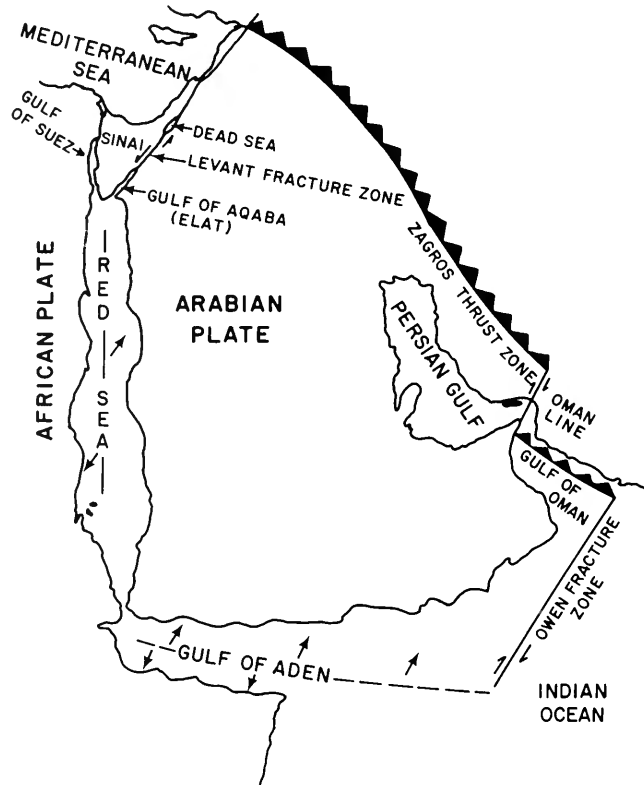 MEDITERRANEAN
SEA
GULF
OF SUEZ
SINAI
DEAD SEA
LEVANT FRACTURE ZONE
GULF OF AQABA
(ELAT)
AFRICAN PLATE
RED
SEA
ARABIAN
PLATE
ZAGROS THRUST ZONE
PERSIAN GULF
OMAN
LINE
GULF OF
OMAN
OWEN FRACTURE
ZONE
GULF OF ADEN
INDIAN
OCEAN